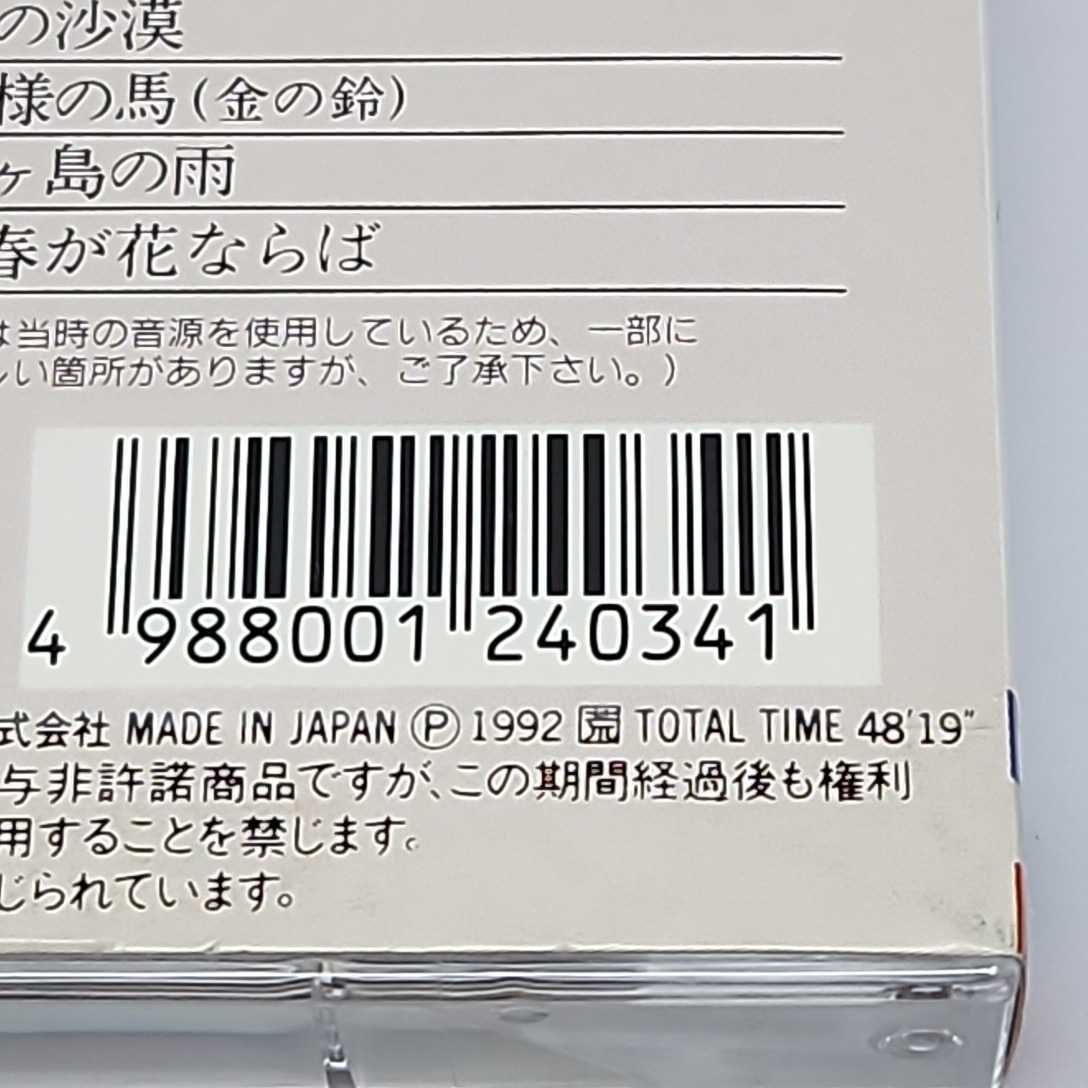 の沙漠
様の馬(金の鈴)
ヶ島の雨
春が花ならば
は当時の音源を使用しているため、一部に
しい箇所がありますが、ご了承下さい。)
4 988001 240341
式会社 MADE IN JAPAN Ⓟ 1992 TOTAL TIME 48'19"
与非許諾商品ですが、この期間経過後も権利
用することを禁じます。
じられています。